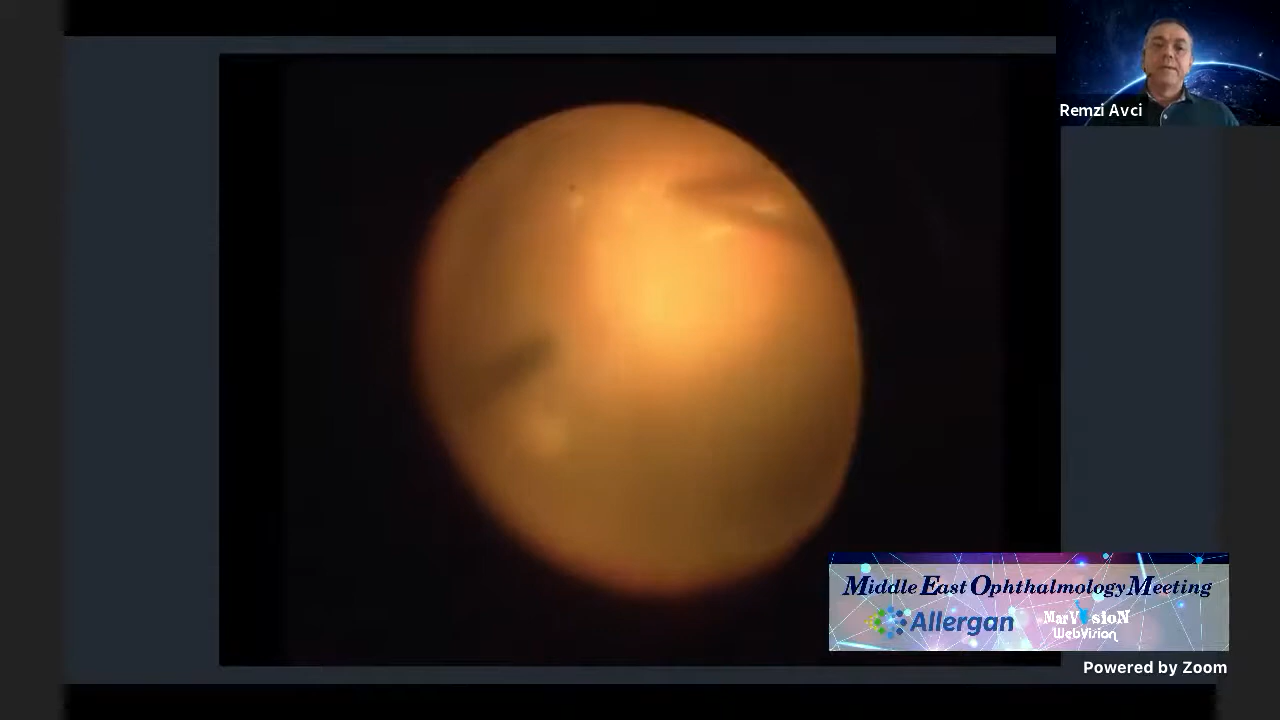 Remzi Avci
Middle East Ophthalmology Meeting
Allergan
MarVision
WebVision
Powered by Zoom